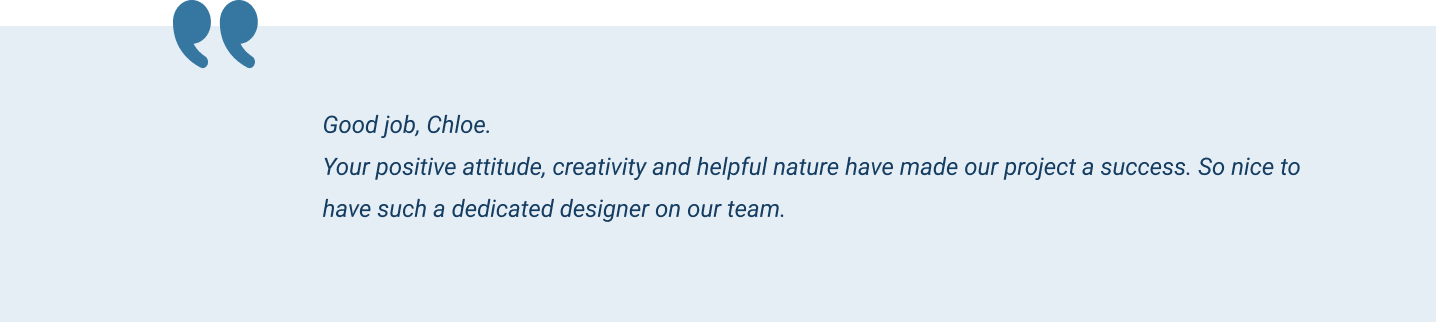 Good job, Chloe.
Your positive attitude, creativity and helpful nature have made our project a success. So nice to
have such a dedicated designer on our team.